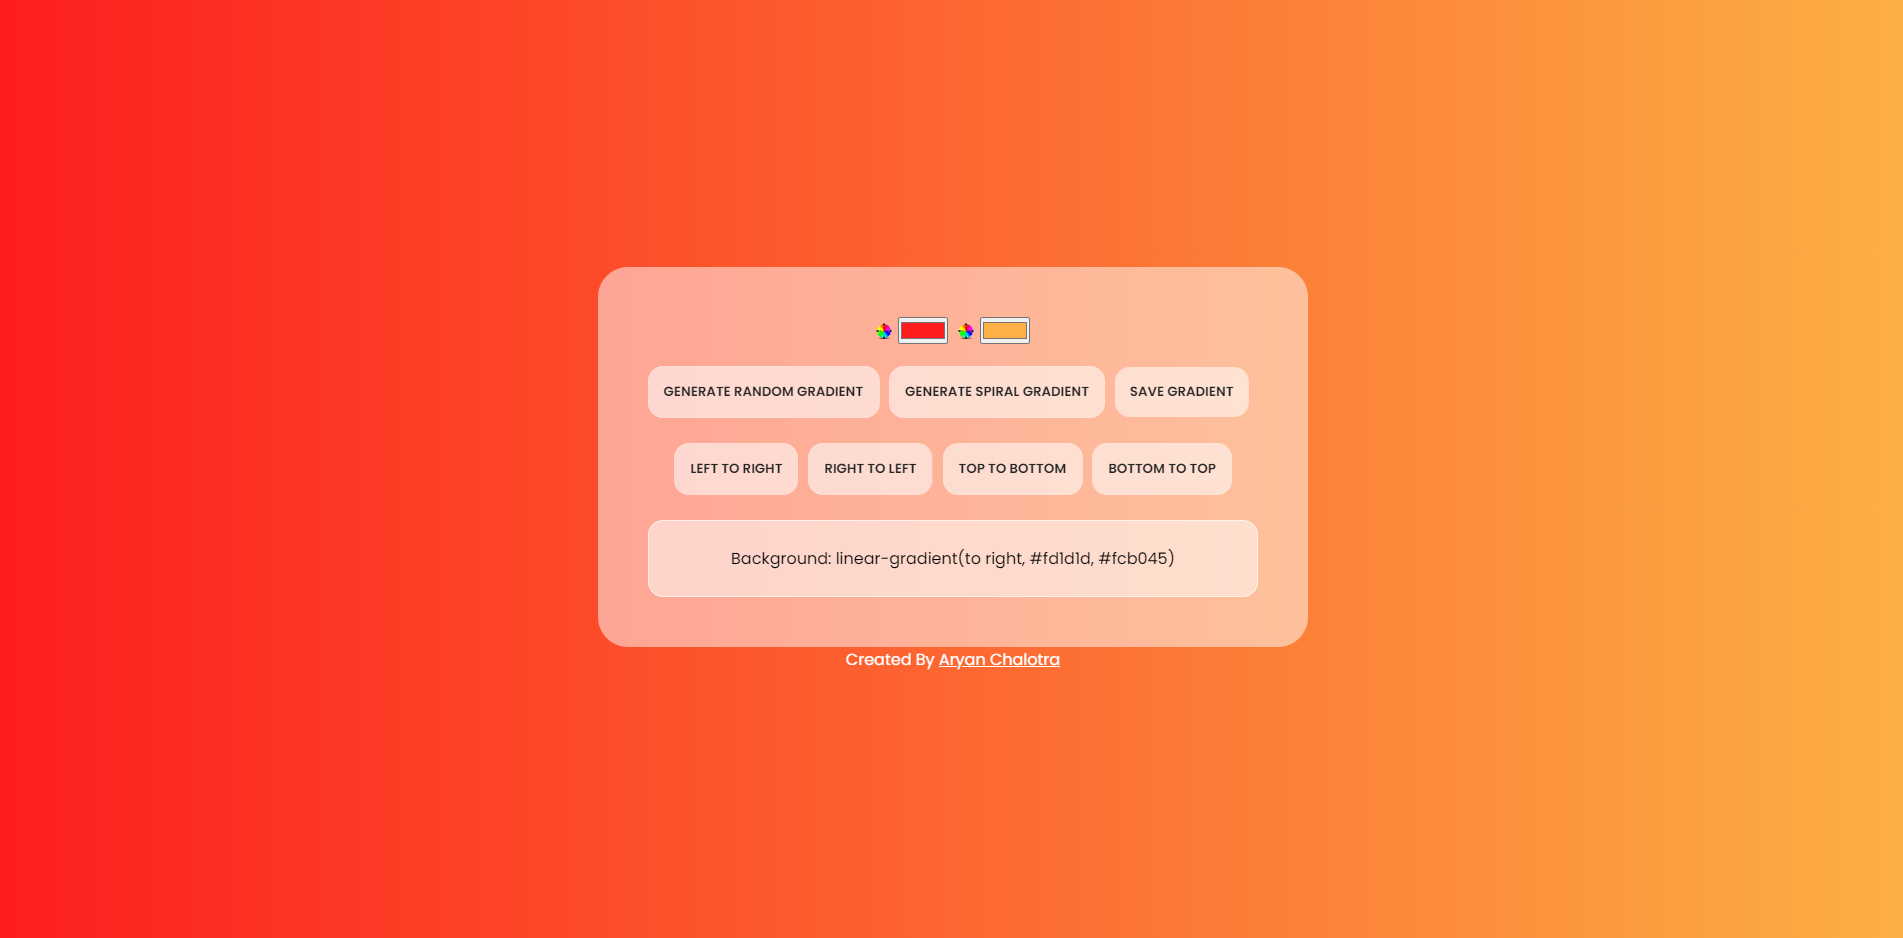 GENERATE RANDOM GRADIENT GENERATE SPIRAL GRADIENT SAVE GRADIENT
LEFT TO RIGHT RIGHT TO LEFT TOP TO BOTTOM BOTTOM TO TOP
Background: linear-gradient(to right, #fd1d1d, #fcb045)
Created By Aryan Chalotra